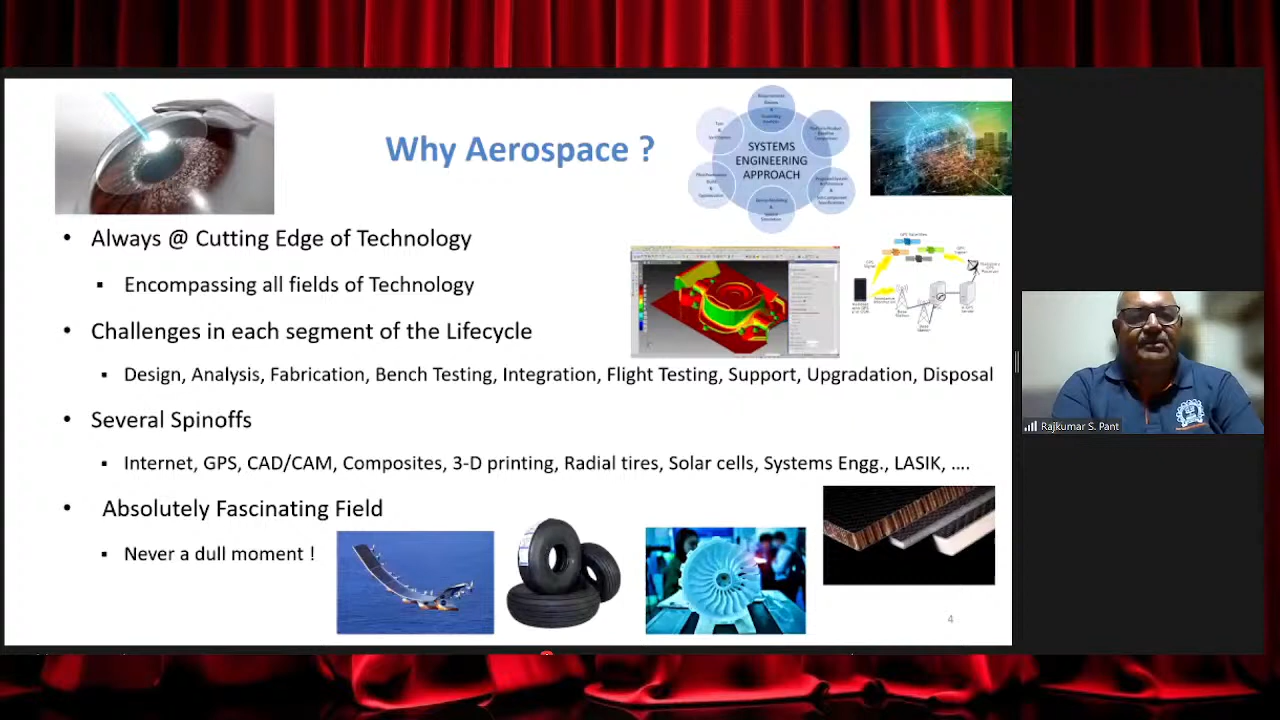 Why Aerospace ?
SYSTEMS
ENGINEERING
APPROACH
• Always @ Cutting Edge of Technology
▪ Encompassing all fields of Technology
• Challenges in each segment of the Lifecycle
▪ Design, Analysis, Fabrication, Bench Testing, Integration, Flight Testing, Support, Upgradation, Disposal
• Several Spinoffs
▪ Internet, GPS, CAD/CAM, Composites, 3-D printing, Radial tires, Solar cells, Systems Engg., LASIK, ....
• Absolutely Fascinating Field
▪ Never a dull moment !
4
Rajkumar S. Pant